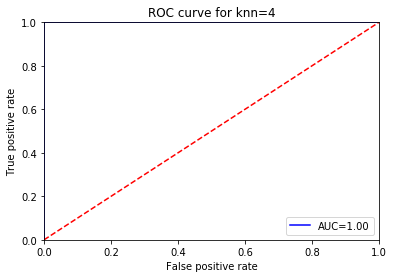 ROC curve for knn=4
True positive rate
1.0
0.8
0.6
0.4
0.2
0.0
AUC=1.00
0.0 0.2 0.4 0.6 0.8 1.0
False positive rate